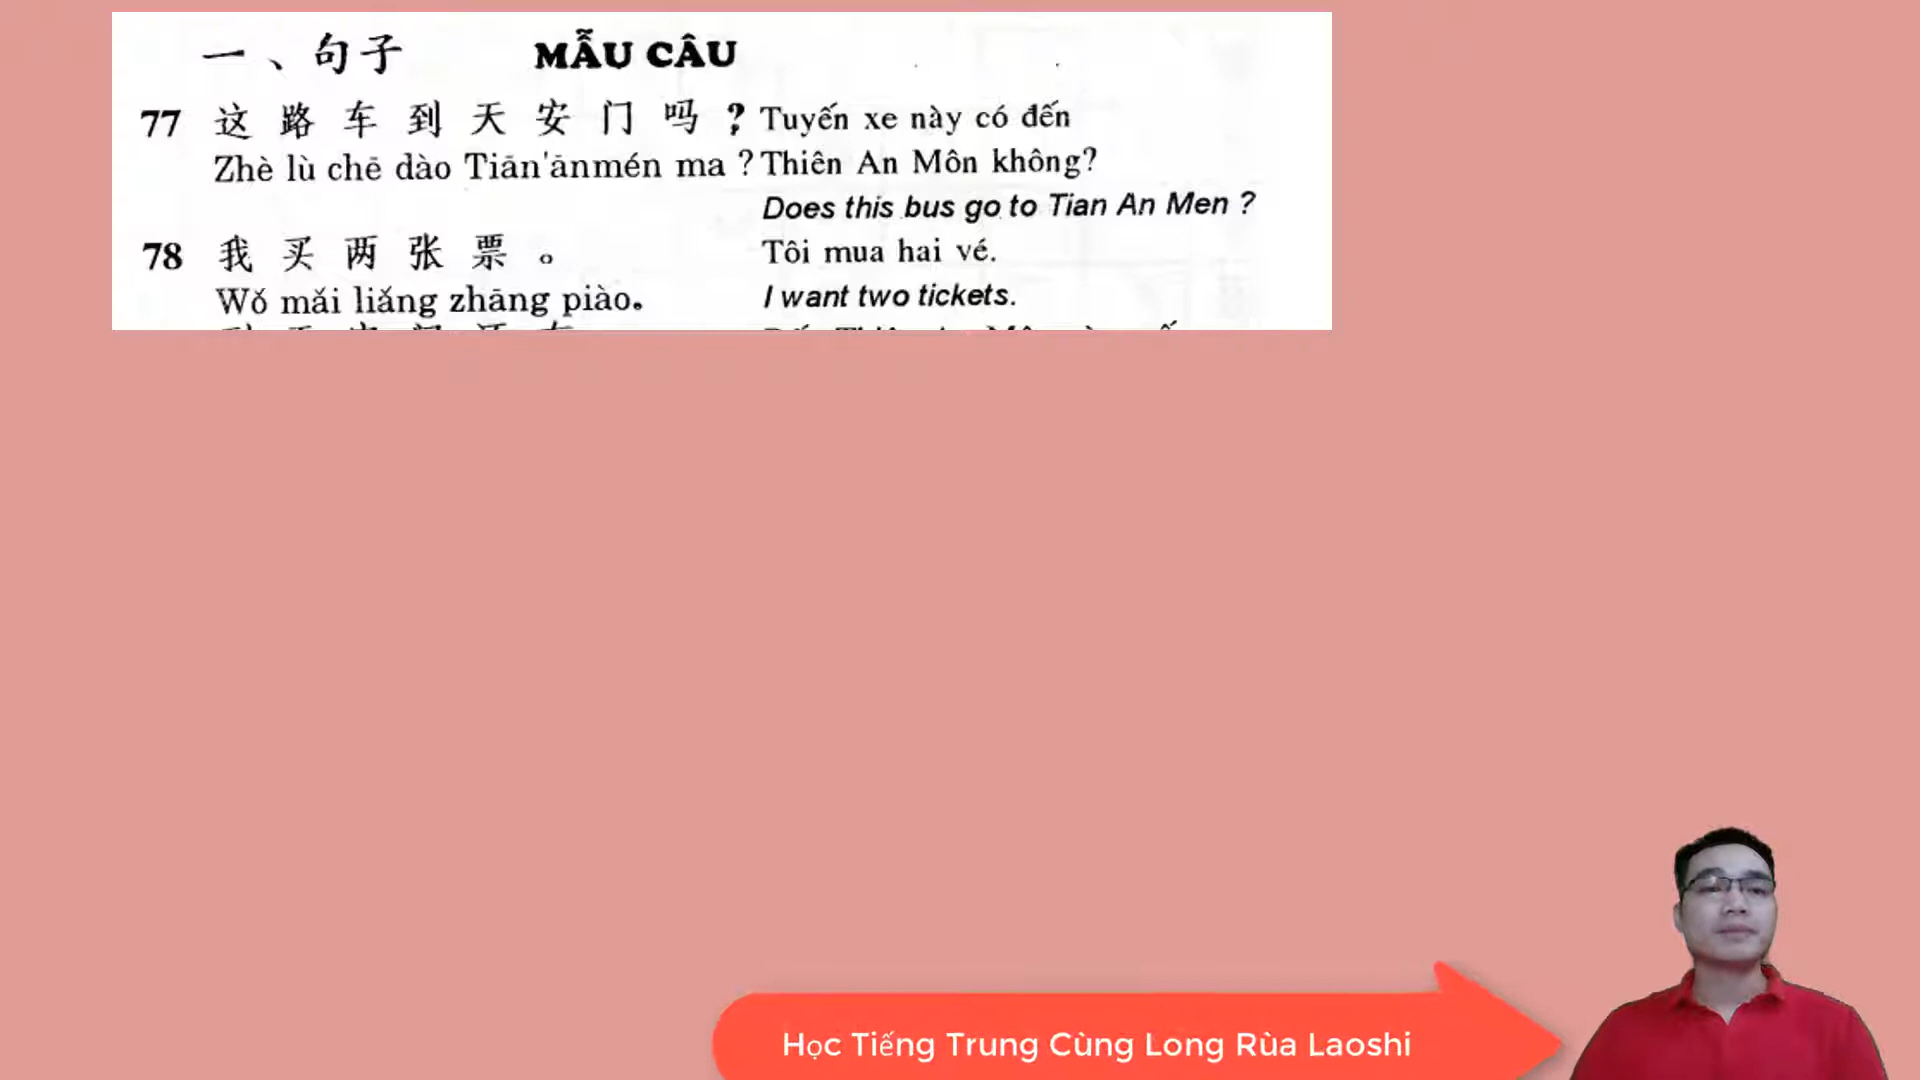 一、句子 MẪU CÂU
77 这路车到天安门吗? Tuyến xe này có đến
Zhè lù chē dào Tiān'ānmén ma ? Thiên An Môn không?
Does this bus go to Tian An Men ?
78 我买两张票。 Tôi mua hai vé.
Wǒ mǎi liǎng zhāng piào. I want two tickets.
Học Tiếng Trung Cùng Long Rùa Laoshi